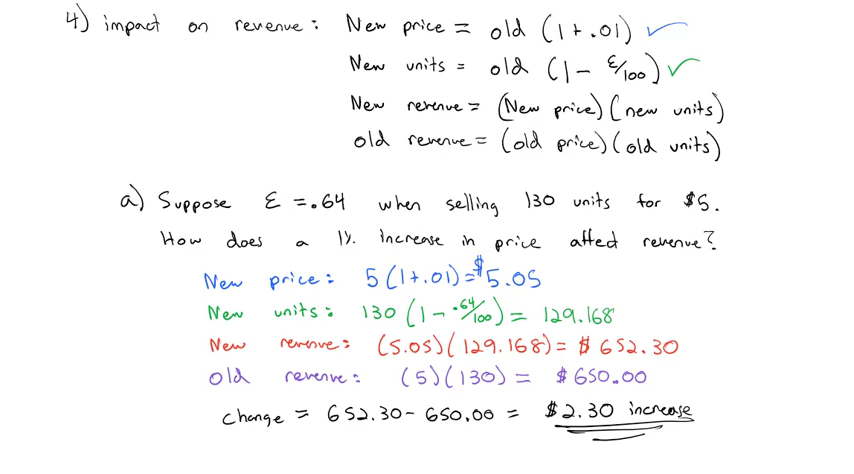 4) impact on revenue: New price = old (1 + .01) ✓
New units = old (1 - ε/100) ✓
New revenue = (New price)(new units)
old revenue = (old price)(old units)
a) Suppose ε = .64 when selling 130 units for $5.
How does a 1% increase in price affect revenue?
New price: 5 (1+.01) = $5.05
New units: 130 (1 - .64/100) = 129.168
New revenue: (5.05)(129.168) = $652.30
Old revenue: (5)(130) = $650.00
change = 652.30 - 650.00 = $2.30 increase